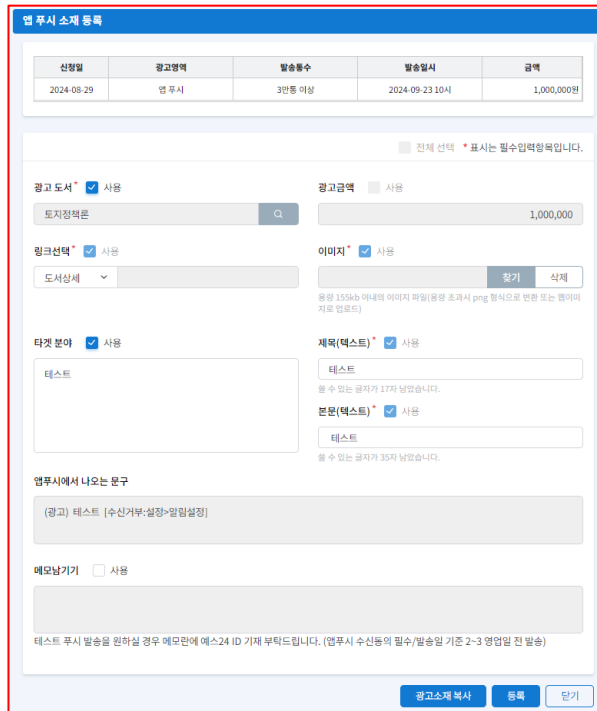 앱 푸시 소재 등록
신청일 광고영역 발송통수 발송일시 금액
2024-08-29 앱 푸시 3만통 이상 2024-09-23 10시 1,000,000원
전체 선택 * 표시는 필수입력항목입니다.
광고 도서* 사용 광고금액 사용
토지정책론 1,000,000
링크선택* 사용 이미지* 사용
도서상세 찾기 삭제
용량 155kb 이내의 이미지 파일(용량 초과시 png 형식으로 변환 또는 웹이미
지로 업로드)
타겟 분야 사용 제목(텍스트)* 사용
테스트 테스트
쓸 수 있는 글자가 17자 남았습니다.
본문(텍스트)* 사용
테스트
쓸 수 있는 글자가 35자 남았습니다.
앱푸시에서 나오는 문구
(광고) 테스트 [수신거부:설정>알림설정]
메모남기기 사용
테스트 푸시 발송을 원하실 경우 메모란에 예스24 ID 기재 부탁드립니다. (앱푸시 수신동의 필수/발송일 기준 2~3 영업일 전 발송)
광고소재 복사 등록 닫기